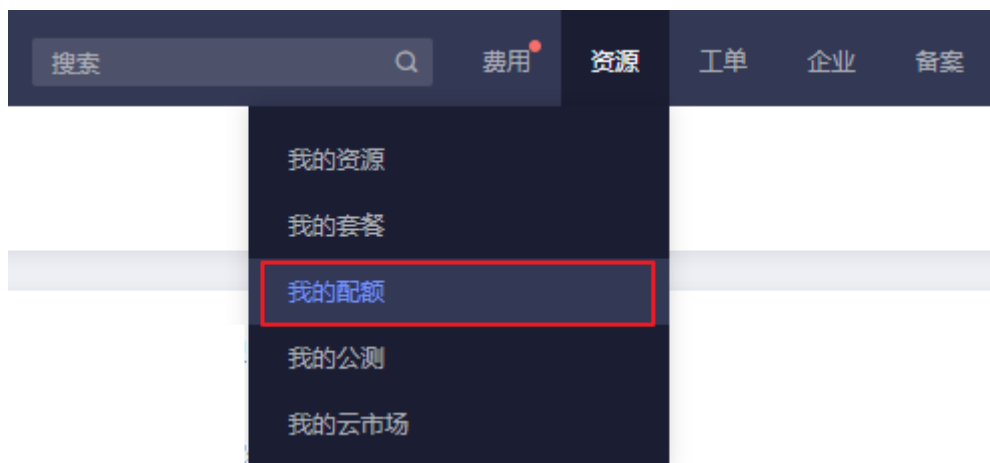 搜索 费用 资源 工单 企业 备案
我的资源
我的套餐
我的配额
我的公测
我的云市场